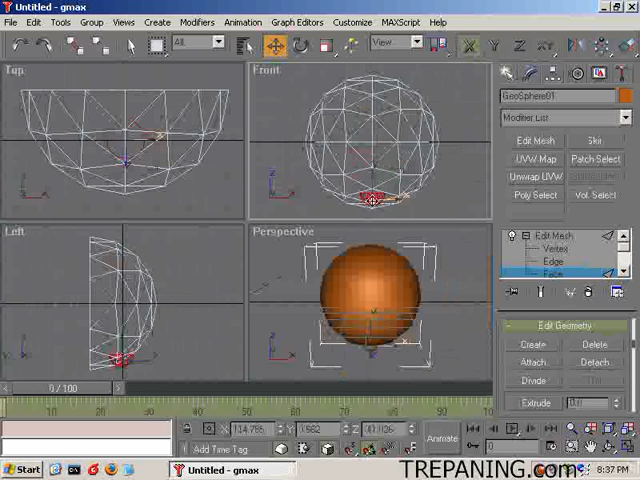 Untitled - gmax
File Edit Tools Group Views Create Modifiers Animation Graph Editors Customize MAXScript Help
All View X Y Z
Top Front
GeoSphere01
Modifier List
Edit Mesh Skin
UVW Map Patch Select
Unwrap UVW
Poly Select Vol. Select
Left Perspective
Edit Mesh
Vertex
Edge
Face
Edit Geometry
Create Delete
Attach Detach
Divide
Extrude 0.0
0 / 100
10 20 30 40 50 60 70 80 90
X Y Z
Add Time Tag
Animate
0
Start Untitled - gmax 8:37 PM
TREPANING.com